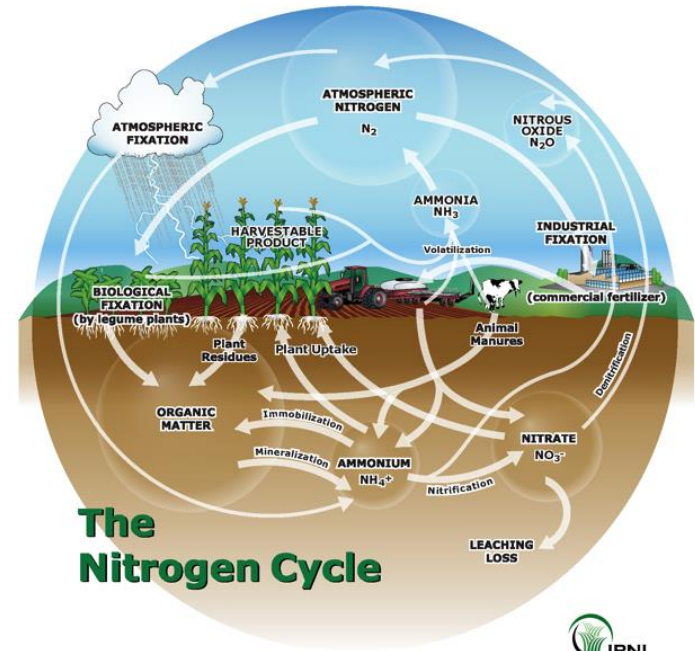 ATMOSPHERIC
NITROGEN
N₂
ATMOSPHERIC
FIXATION
NITROUS
OXIDE
N₂O
AMMONIA
NH₃
HARVESTABLE
PRODUCT
Volatilization
INDUSTRIAL
FIXATION
(commercial fertilizer)
BIOLOGICAL
FIXATION
(by legume plants)
Plant
Residues
Plant Uptake
Animal
Manures
Denitrification
ORGANIC
MATTER
Immobilization
Mineralization
AMMONIUM
NH₄⁺
Nitrification
NITRATE
NO₃⁻
LEACHING
LOSS
The
Nitrogen Cycle
IPNI